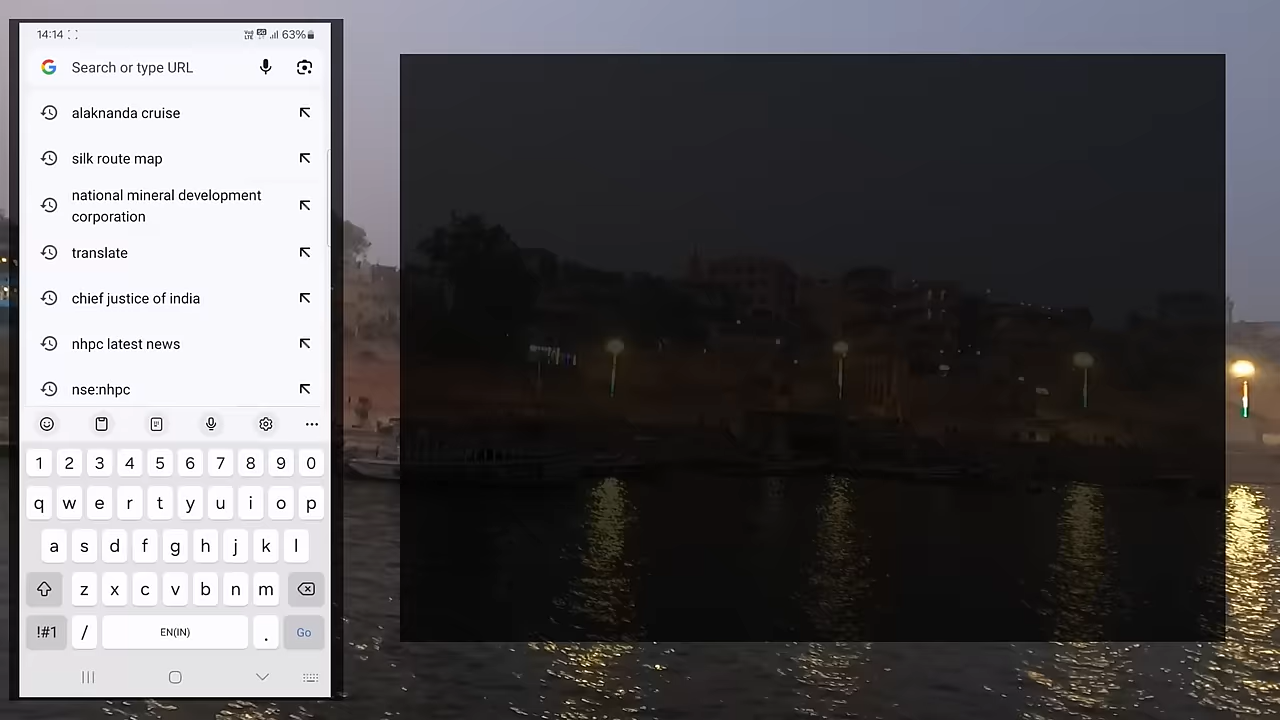 14:14
63%
Search or type URL
alaknanda cruise
silk route map
national mineral development
corporation
translate
chief justice of india
nhpc latest news
nse:nhpc
1 2 3 4 5 6 7 8 9 0
q w e r t y u i o p
a s d f g h j k l
z x c v b n m
!#1 / EN(IN) . Go